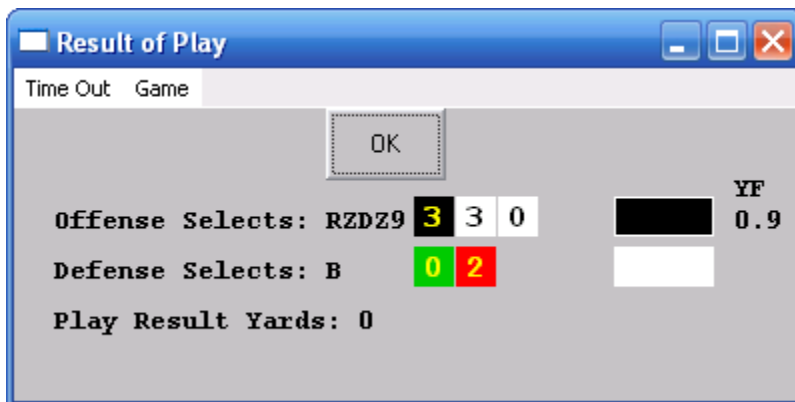 Result of Play
Time Out Game
OK
YF
Offense Selects: RZDZ9 3 3 0 0.9
Defense Selects: B 0 2
Play Result Yards: 0